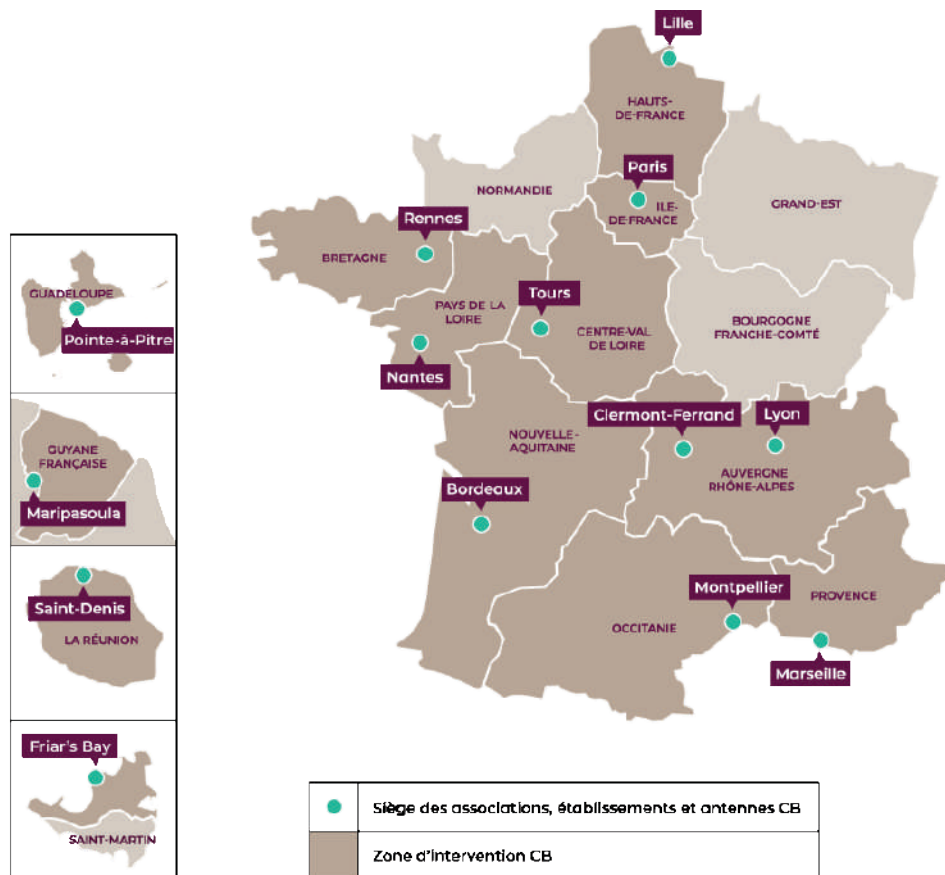 Lille
HAUTS-
DE-FRANCE
Paris
ILE-
DE-FRANCE
NORMANDIE
GRAND-EST
Rennes
BRETAGNE
PAYS DE LA
LOIRE
Tours
CENTRE-VAL
DE LOIRE
BOURGOGNE
FRANCHE-COMTÉ
Nantes
Clermont-Ferrand
Lyon
NOUVELLE-
AQUITAINE
AUVERGNE
RHÔNE-ALPES
Bordeaux
Montpellier
PROVENCE
OCCITANIE
Marseille
GUADELOUPE
Pointe-à-Pitre
GUYANE
FRANÇAISE
Maripasoula
Saint-Denis
LA RÉUNION
Friar's Bay
SAINT-MARTIN
Siège des associations, établissements et antennes CB
Zone d'intervention CB